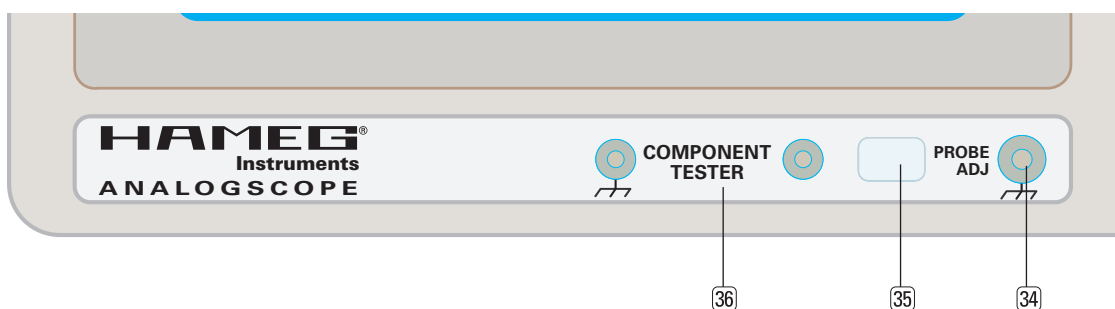 HAMEG®
Instruments
ANALOGSCOPE
COMPONENT
TESTER
PROBE
ADJ
36
35
34